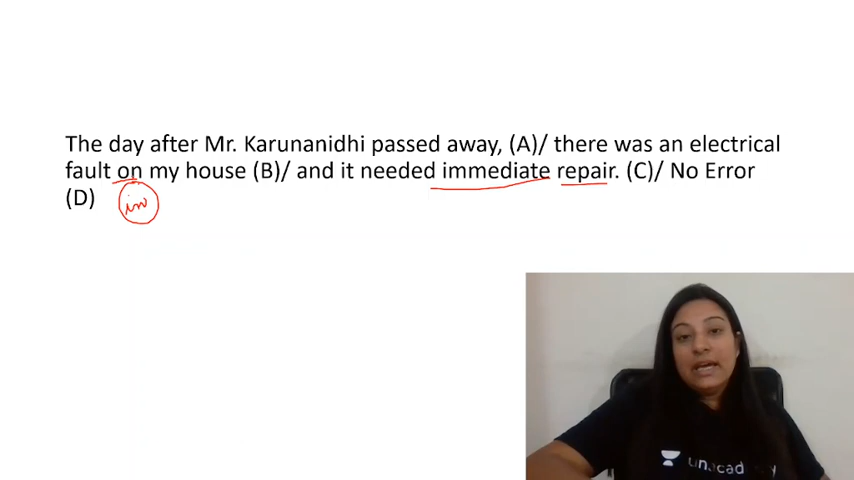 The day after Mr. Karunanidhi passed away, (A)/ there was an electrical
fault on my house (B)/ and it needed immediate repair. (C)/ No Error
(D)
in
unacademy